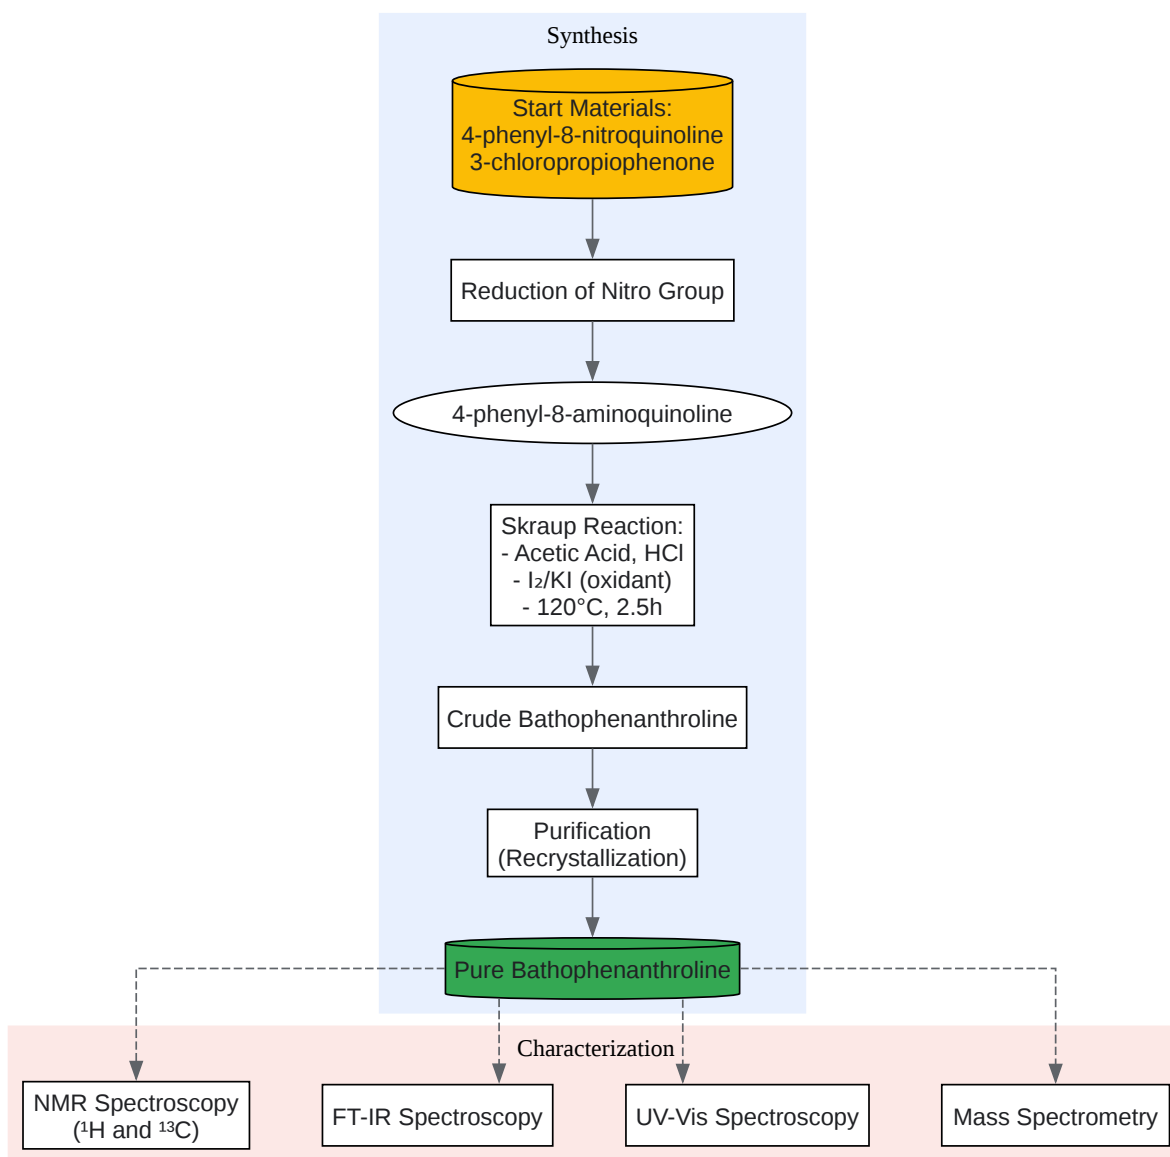 Synthesis
Start Materials:
4-phenyl-8-nitroquinoline
3-chloropropiophenone
Reduction of Nitro Group
4-phenyl-8-aminoquinoline
Skraup Reaction:
- Acetic Acid, HCl
- I₂/KI (oxidant)
- 120°C, 2.5h
Crude Bathophenanthroline
Purification
(Recrystallization)
Pure Bathophenanthroline
Characterization
NMR Spectroscopy
(¹H and ¹³C)
FT-IR Spectroscopy
UV-Vis Spectroscopy
Mass Spectrometry